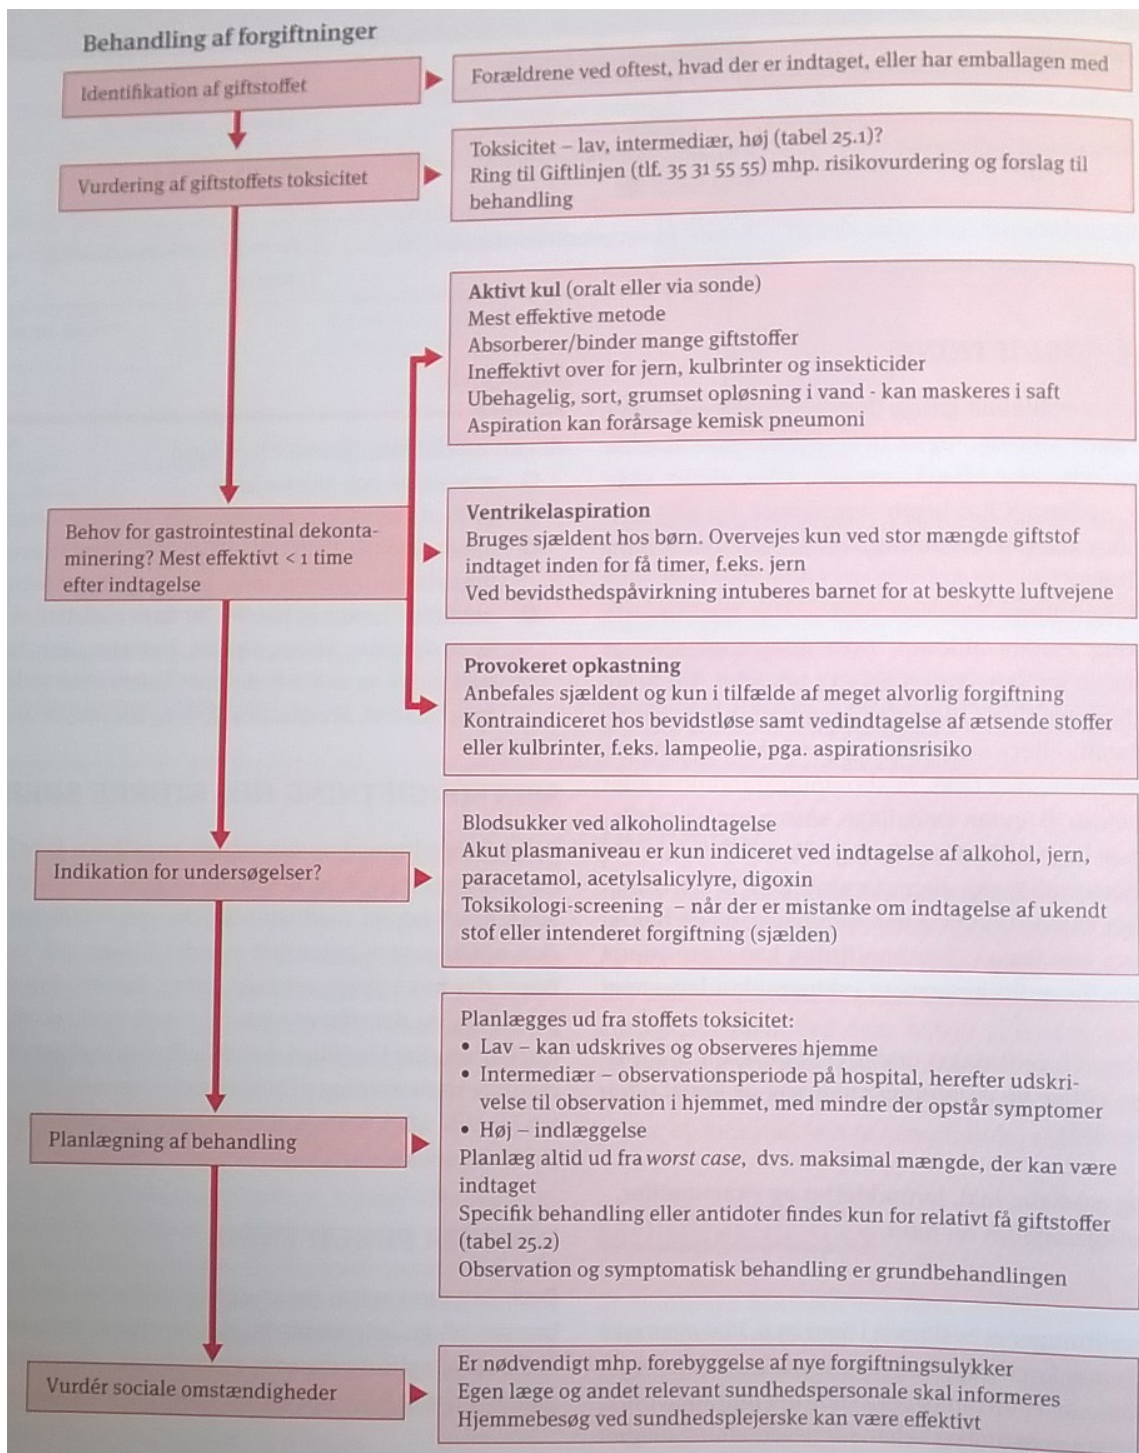 Behandling af forgiftninger
Identifikation af giftstoffet
Forældrene ved oftest, hvad der er indtaget, eller har emballagen med
Vurdering af giftstoffets toksicitet
Toksicitet – lav, intermediær, høj (tabel 25.1)?
Ring til Giftlinjen (tlf. 35 31 55 55) mhp. risikovurdering og forslag til
behandling
Behov for gastrointestinal dekonta-
minering? Mest effektivt < 1 time
efter indtagelse
Aktivt kul (oralt eller via sonde)
Mest effektive metode
Absorberer/binder mange giftstoffer
Ineffektivt over for jern, kulbrinter og insekticider
Ubehagelig, sort, grumset opløsning i vand - kan maskeres i saft
Aspiration kan forårsage kemisk pneumoni
Ventrikelaspiration
Bruges sjældent hos børn. Overvejes kun ved stor mængde giftstof
indtaget inden for få timer, f.eks. jern
Ved bevidsthedspåvirkning intuberes barnet for at beskytte luftvejene
Provokeret opkastning
Anbefales sjældent og kun i tilfælde af meget alvorlig forgiftning
Kontraindiceret hos bevidstløse samt vedindtagelse af ætsende stoffer
eller kulbrinter, f.eks. lampeolie, pga. aspirationsrisiko
Indikation for undersøgelser?
Blodsukker ved alkoholindtagelse
Akut plasmaniveau er kun indiceret ved indtagelse af alkohol, jern,
paracetamol, acetylsalicylyre, digoxin
Toksikologi-screening – når der er mistanke om indtagelse af ukendt
stof eller intenderet forgiftning (sjælden)
Planlægning af behandling
Planlægges ud fra stoffets toksicitet:
• Lav – kan udskrives og observeres hjemme
• Intermediær – observationsperiode på hospital, herefter udskri-
velse til observation i hjemmet, med mindre der opstår symptomer
• Høj – indlæggelse
Planlæg altid ud fra worst case, dvs. maksimal mængde, der kan være
indtaget
Specifik behandling eller antidoter findes kun for relativt få giftstoffer
(tabel 25.2)
Observation og symptomatisk behandling er grundbehandlingen
Vurdér sociale omstændigheder
Er nødvendigt mhp. forebyggelse af nye forgiftningsulykker
Egen læge og andet relevant sundhedspersonale skal informeres
Hjemmebesøg ved sundhedsplejerske kan være effektivt